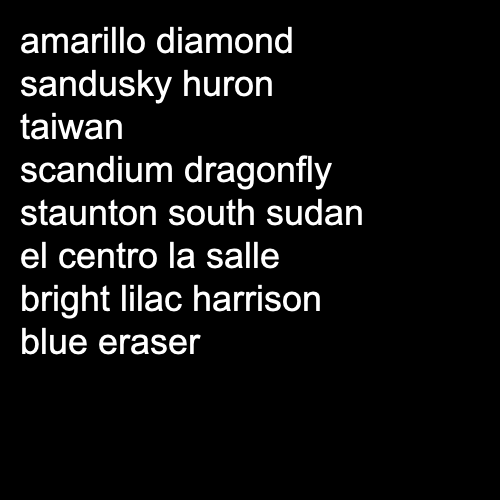 amarillo diamond
sandusky huron
taiwan
scandium dragonfly
staunton south sudan
el centro la salle
bright lilac harrison
blue eraser